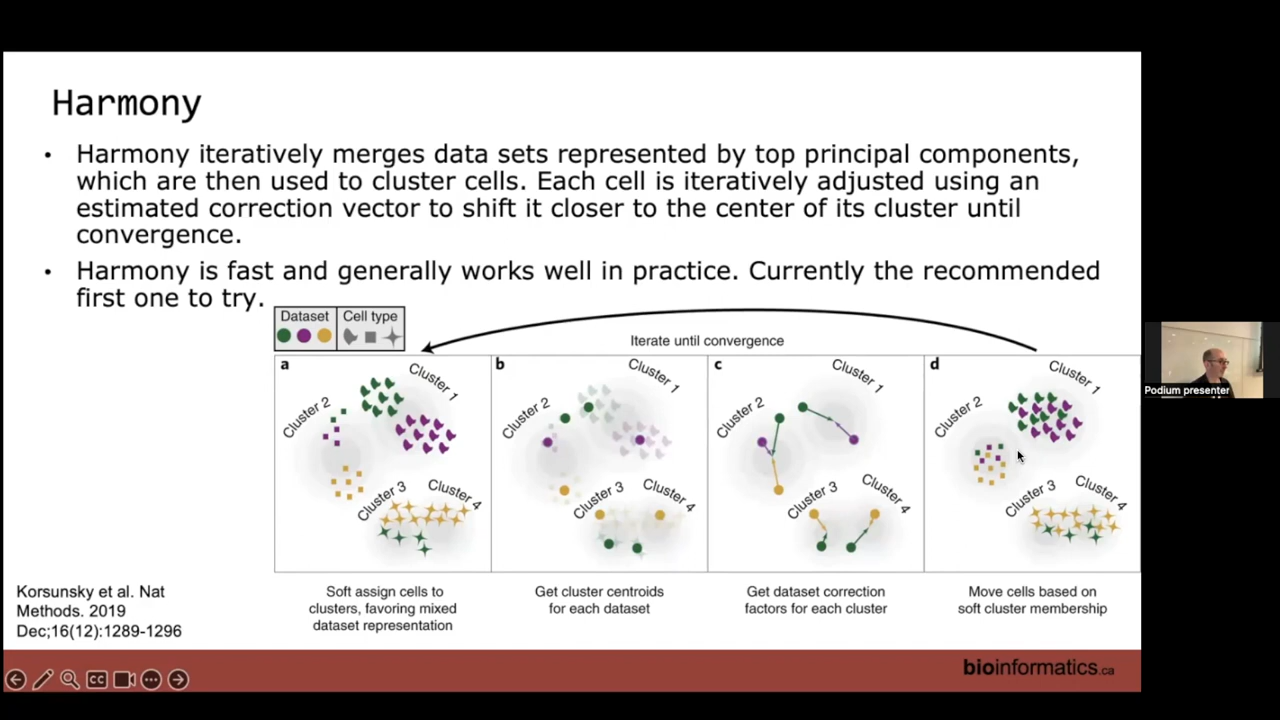 Harmony
• Harmony iteratively merges data sets represented by top principal components,
which are then used to cluster cells. Each cell is iteratively adjusted using an
estimated correction vector to shift it closer to the center of its cluster until
convergence.
• Harmony is fast and generally works well in practice. Currently the recommended
first one to try.
Dataset
Cell type
Iterate until convergence
a
Cluster 1
Cluster 2
Cluster 3
Cluster 4
b
Cluster 1
Cluster 2
Cluster 3
Cluster 4
c
Cluster 1
Cluster 2
Cluster 3
Cluster 4
d
Cluster 1
Cluster 2
Cluster 3
Cluster 4
Soft assign cells to
clusters, favoring mixed
dataset representation
Get cluster centroids
for each dataset
Get dataset correction
factors for each cluster
Move cells based on
soft cluster membership
Korsunsky et al. Nat
Methods. 2019
Dec;16(12):1289-1296
bioinformatics.ca
CC
Podium presenter